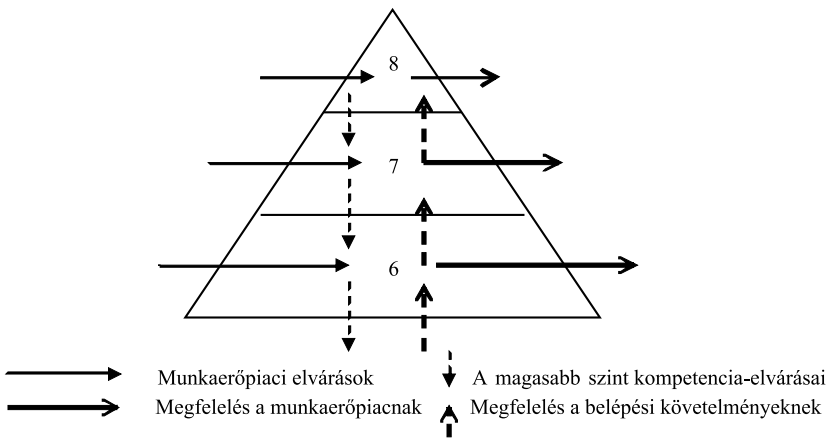 8
7
6
Munkaerőpiaci elvárások
A magasabb szint kompetencia-elvárásai
Megfelelés a munkaerőpiacnak
Megfelelés a belépési követelményeknek